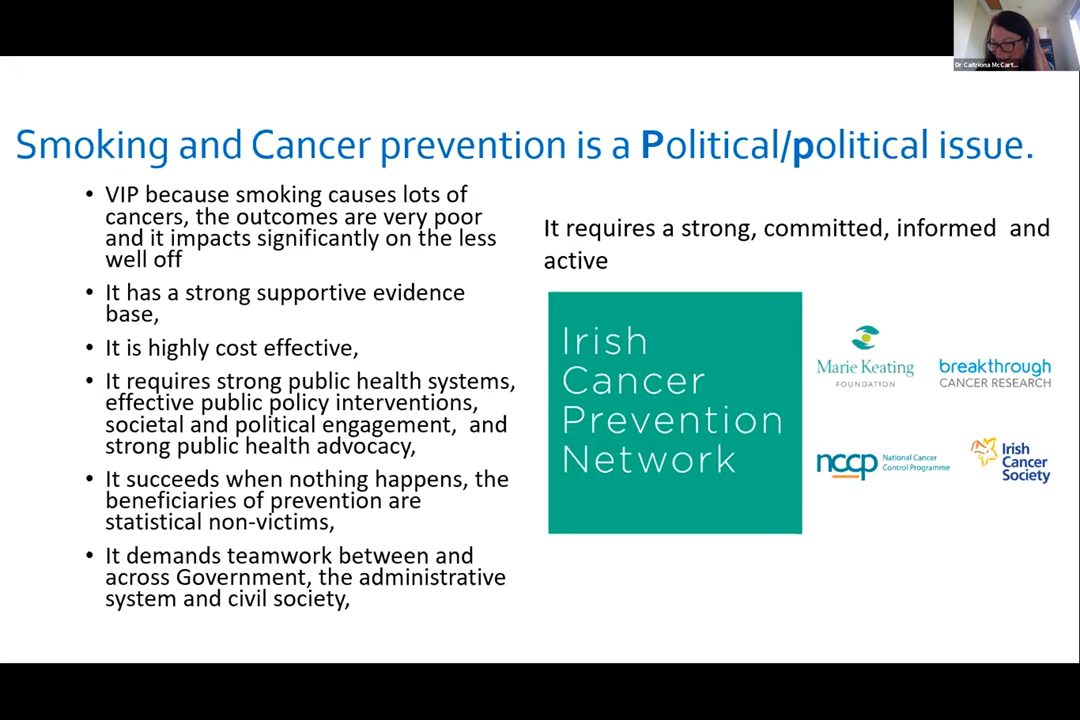 Dr Caitriona McCart...
Smoking and Cancer prevention is a Political/political issue.
• VIP because smoking causes lots of
cancers, the outcomes are very poor
and it impacts significantly on the less
well off
• It has a strong supportive evidence
base,
• It is highly cost effective,
• It requires strong public health systems,
effective public policy interventions,
societal and political engagement, and
strong public health advocacy,
• It succeeds when nothing happens, the
beneficiaries of prevention are
statistical non-victims,
• It demands teamwork between and
across Government, the administrative
system and civil society,
It requires a strong, committed, informed and
active
Irish
Cancer
Prevention
Network
Marie Keating
FOUNDATION
breakthrough
CANCER RESEARCH
nccp
National Cancer
Control Programme
Irish
Cancer
Society